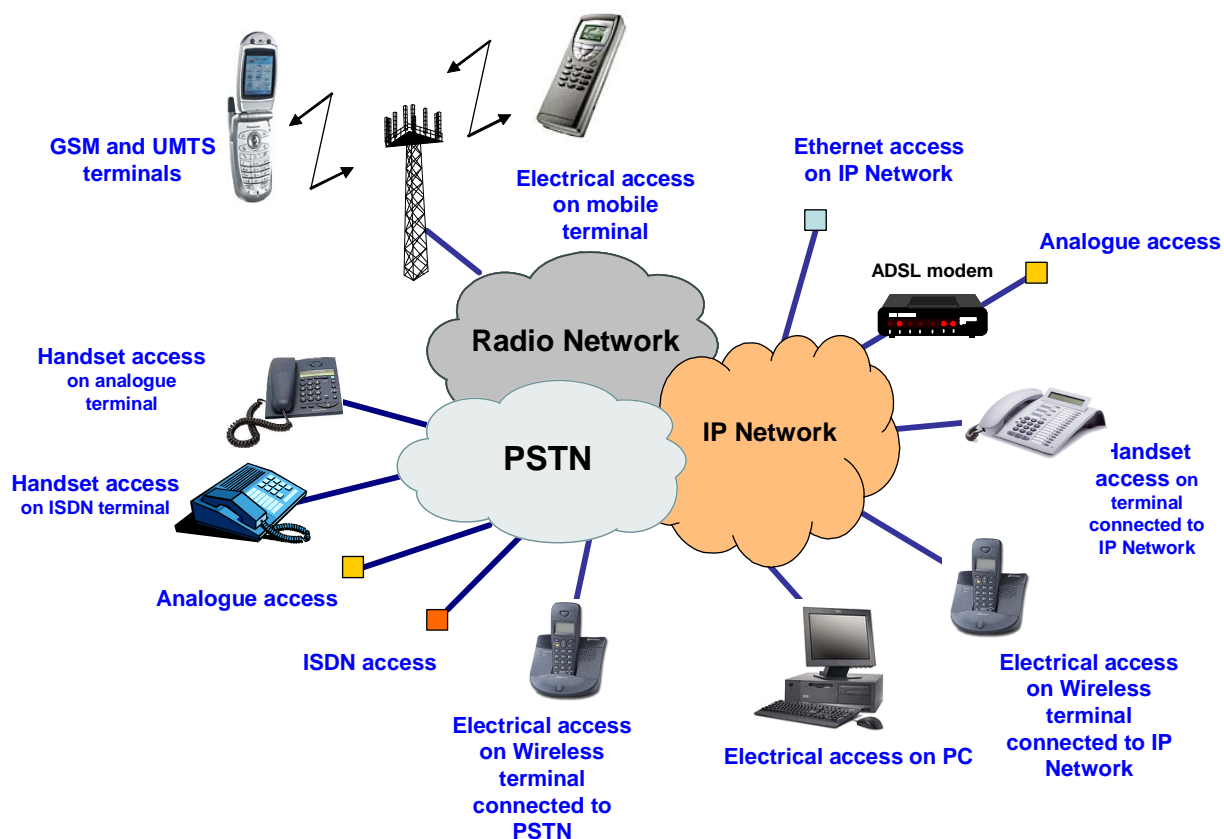 GSM and UMTS
terminals
Electrical access
on mobile
terminal
Ethernet access
on IP Network
Analogue access
ADSL modem
Radio Network
Handset access
on analogue
terminal
IP Network
PSTN
Handset access
on ISDN terminal
Handset
access on
terminal
connected to
IP Network
Analogue access
ISDN access
Electrical access
on Wireless
terminal
connected to
PSTN
Electrical access on PC
Electrical access
on Wireless
terminal
connected to IP
Network